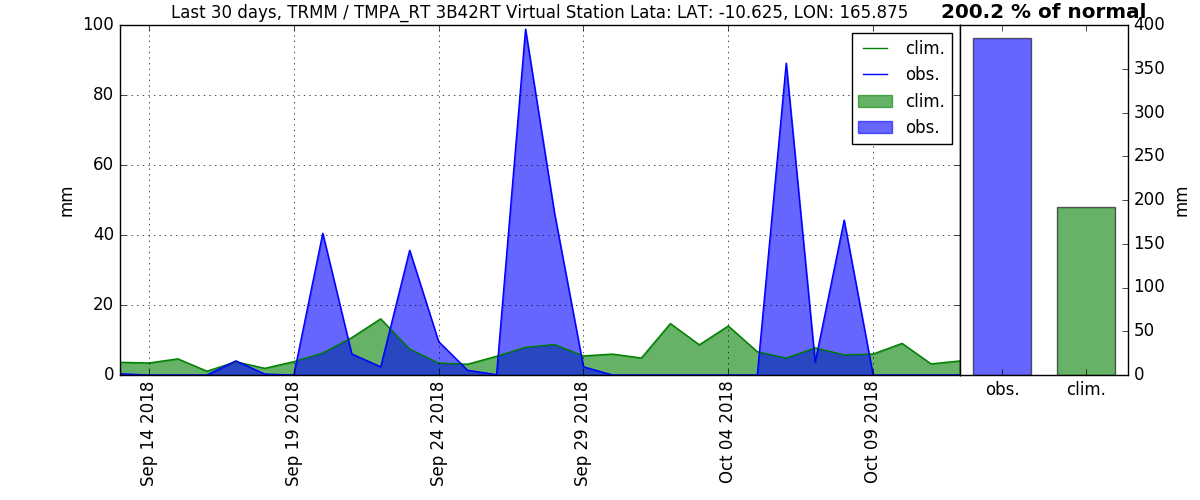 Last 30 days, TRMM / TMPA_RT 3B42RT Virtual Station Lata: LAT: -10.625, LON: 165.875
200.2 % of normal
100
80
60
40
20
0
mm
clim.
obs.
clim.
obs.
Sep 14 2018
Sep 19 2018
Sep 24 2018
Sep 29 2018
Oct 04 2018
Oct 09 2018
400
350
300
250
200
150
100
50
0
mm
obs.
clim.